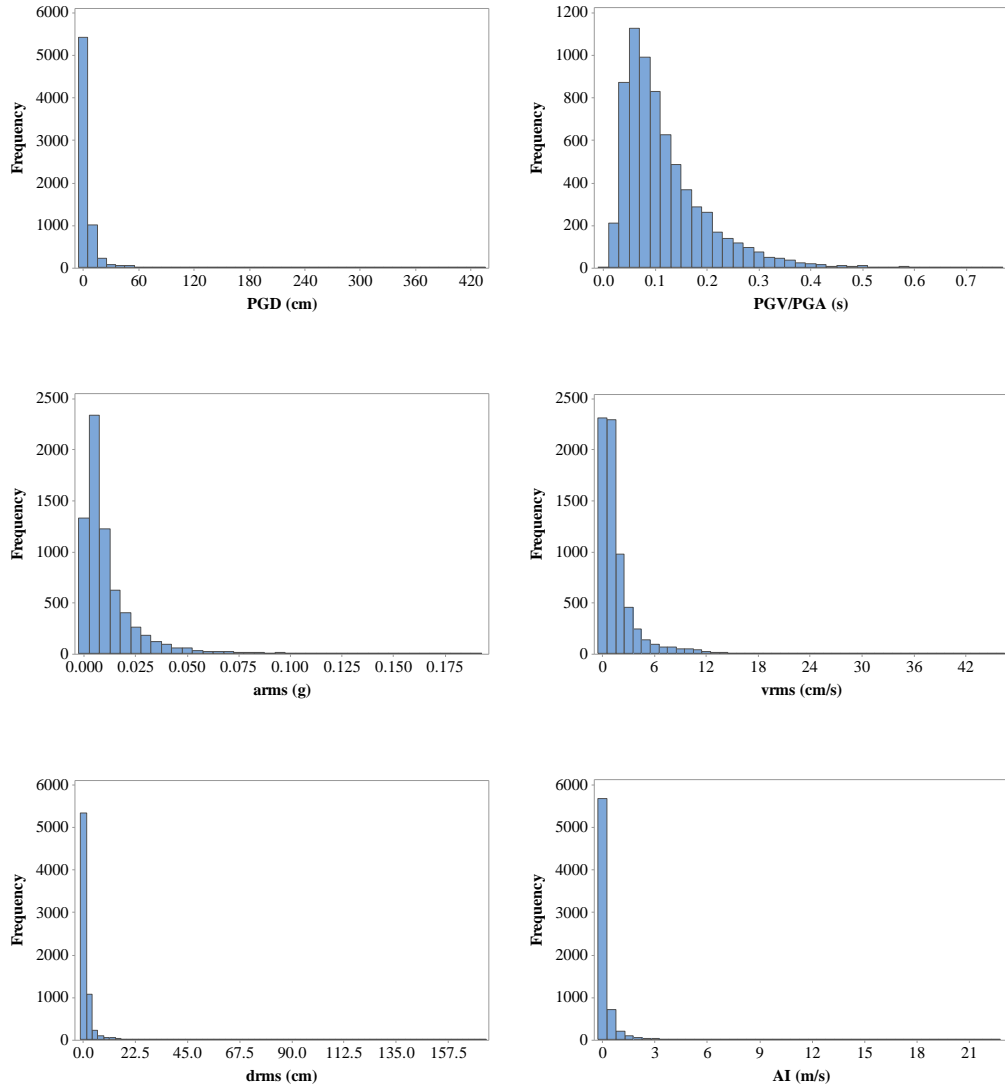 6000
5000
4000
3000
2000
1000
0
Frequency
0 60 120 180 240 300 360 420
PGD (cm)
1200
1000
800
600
400
200
0
Frequency
0.0 0.1 0.2 0.3 0.4 0.5 0.6 0.7
PGV/PGA (s)
2500
2000
1500
1000
500
0
Frequency
0.000 0.025 0.050 0.075 0.100 0.125 0.150 0.175
arms (g)
2500
2000
1500
1000
500
0
Frequency
0 6 12 18 24 30 36 42
vrms (cm/s)
6000
5000
4000
3000
2000
1000
0
Frequency
0.0 22.5 45.0 67.5 90.0 112.5 135.0 157.5
drms (cm)
6000
5000
4000
3000
2000
1000
0
Frequency
0 3 6 9 12 15 18 21
AI (m/s)